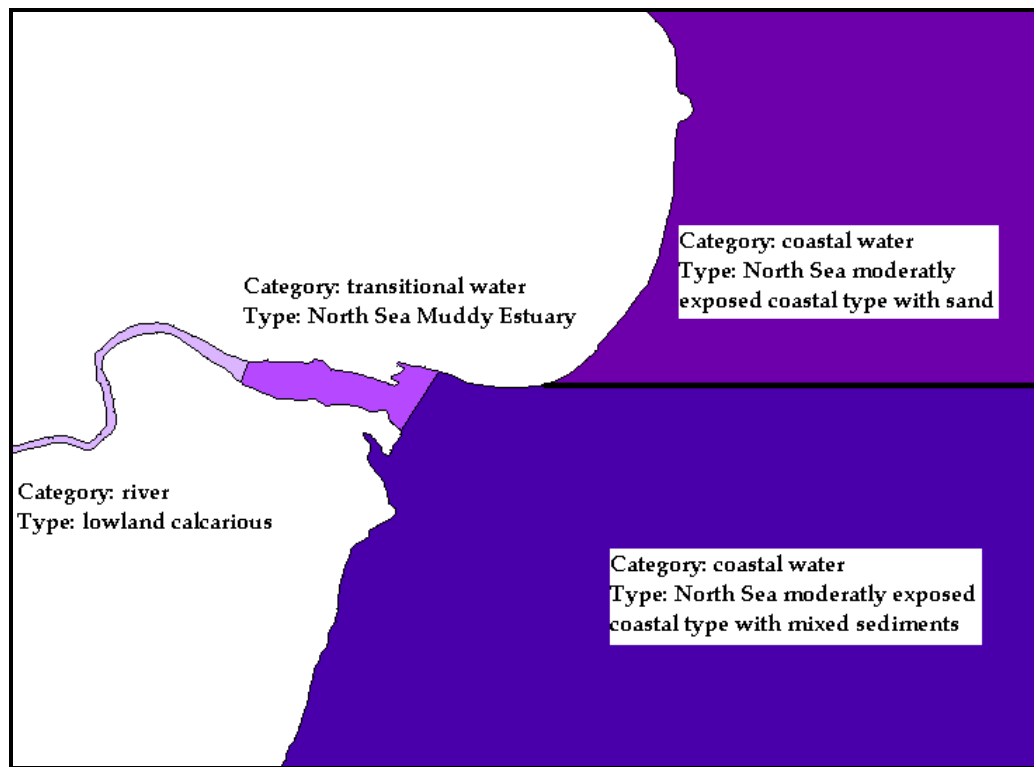 Category: coastal water
Type: North Sea moderatly
exposed coastal type with sand
Category: transitional water
Type: North Sea Muddy Estuary
Category: river
Type: lowland calcarious
Category: coastal water
Type: North Sea moderatly exposed
coastal type with mixed sediments